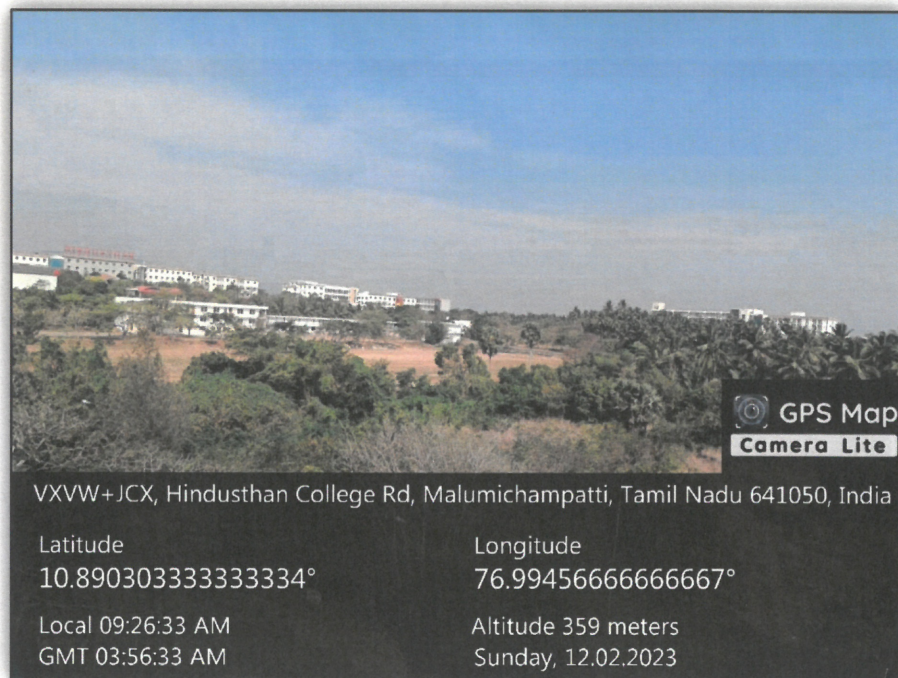 GPS Map
Camera Lite
VXVW+JCX, Hindusthan College Rd, Malumichampatti, Tamil Nadu 641050, India
Latitude
10.890303333333334°
Longitude
76.99456666666667°
Local 09:26:33 AM
GMT 03:56:33 AM
Altitude 359 meters
Sunday, 12.02.2023